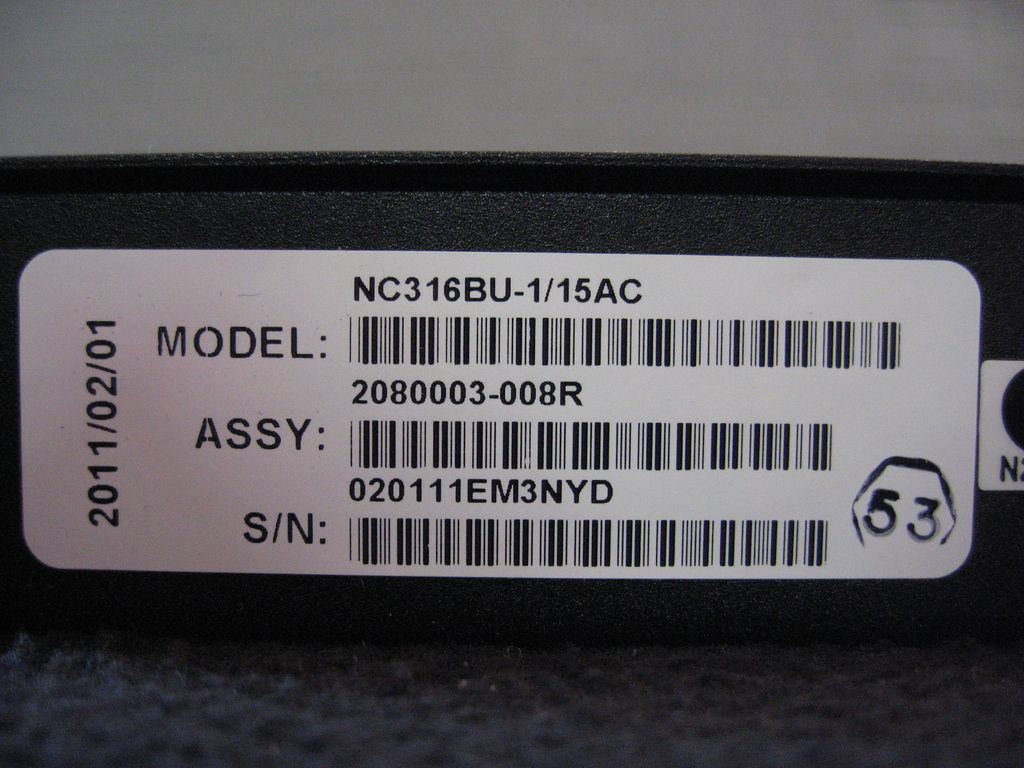 2011/02/01
NC316BU-1/15AC
MODEL:
2080003-008R
ASSY:
020111EM3NYD
S/N:
53